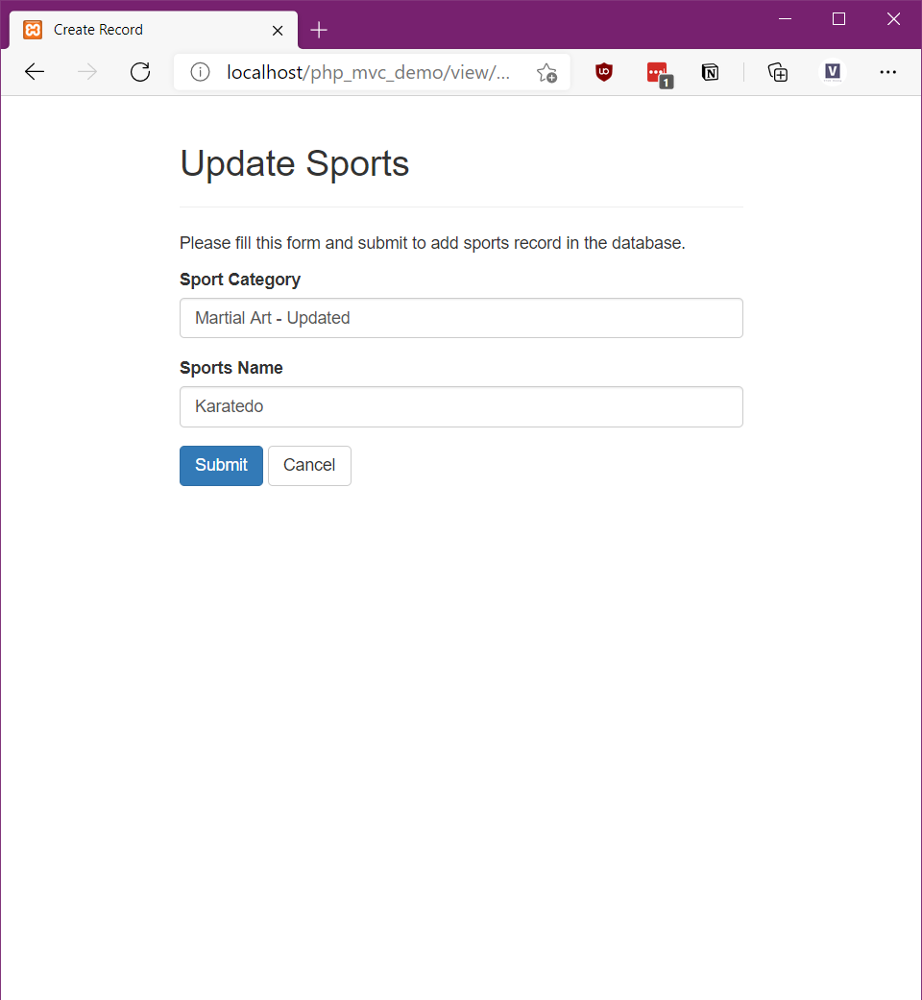 Create Record
localhost/php_mvc_demo/view/...
1
V
Update Sports
Please fill this form and submit to add sports record in the database.
Sport Category
Martial Art - Updated
Sports Name
Karatedo
Submit Cancel